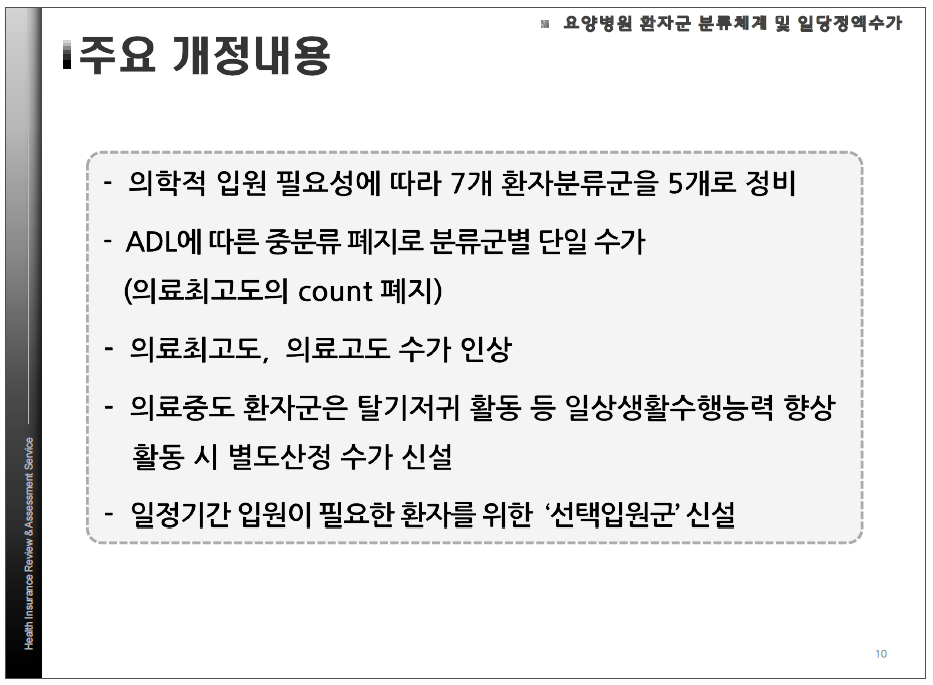 요양병원 환자군 분류체계 및 일당정액수가
주요 개정내용
- 의학적 입원 필요성에 따라 7개 환자분류군을 5개로 정비
- ADL에 따른 중분류 폐지로 분류군별 단일 수가
(의료최고도의 count 폐지)
- 의료최고도, 의료고도 수가 인상
- 의료중도 환자군은 탈기저귀 활동 등 일상생활수행능력 향상
활동 시 별도산정 수가 신설
- 일정기간 입원이 필요한 환자를 위한 ‘선택입원군’ 신설
Health Insurance Review & Assessment Service
10